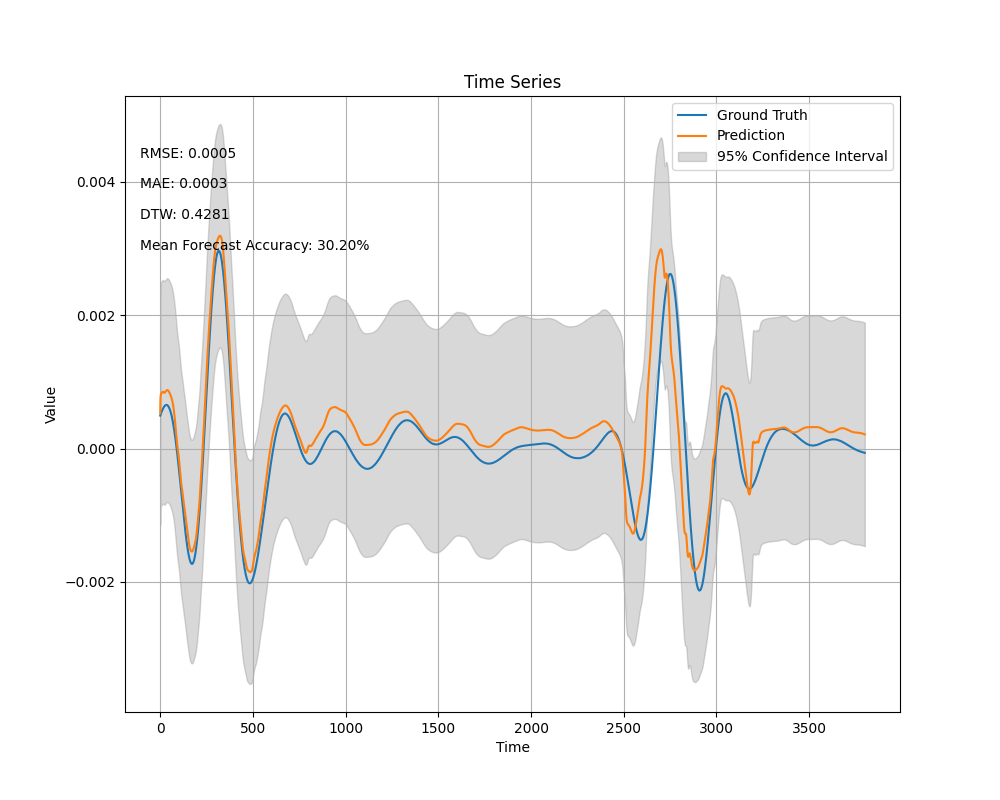 Time Series
Ground Truth
Prediction
95% Confidence Interval
RMSE: 0.0005
MAE: 0.0003
DTW: 0.4281
Mean Forecast Accuracy: 30.20%
0.004
0.002
0.000
−0.002
Value
0
500
1000
1500
2000
2500
3000
3500
Time